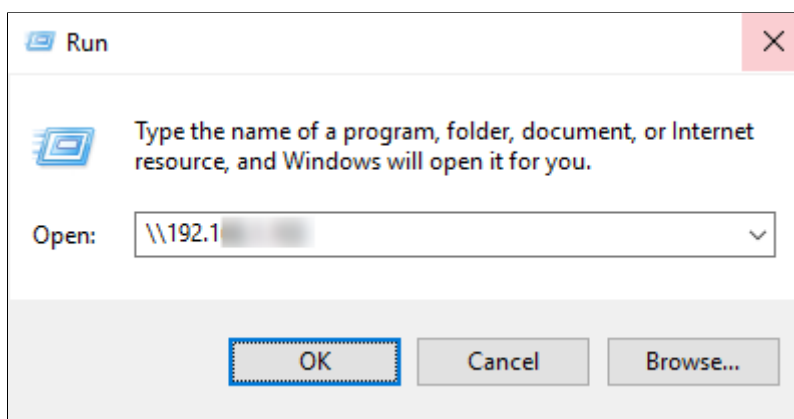 Run
Type the name of a program, folder, document, or Internet
resource, and Windows will open it for you.
Open:
\\192.1
OK
Cancel
Browse...